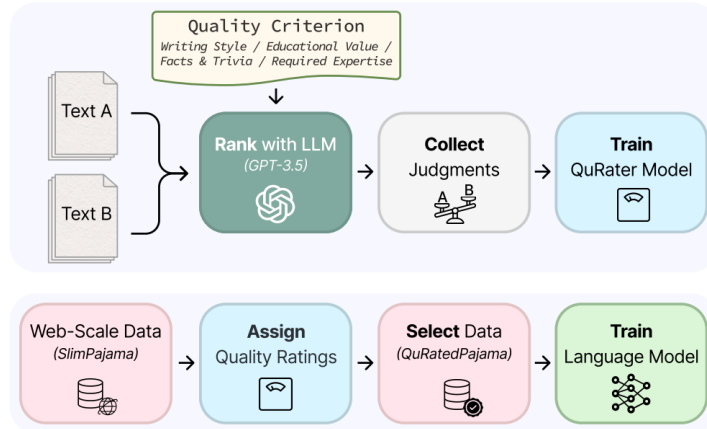 Quality Criterion
Writing Style / Educational Value /
Facts & Trivia / Required Expertise
Text A
Text B
Rank with LLM
(GPT-3.5)
Collect
Judgments
A
B
Train
QuRater Model
Web-Scale Data
(SlimPajama)
Assign
Quality Ratings
Select Data
(QuRatedPajama)
Train
Language Model